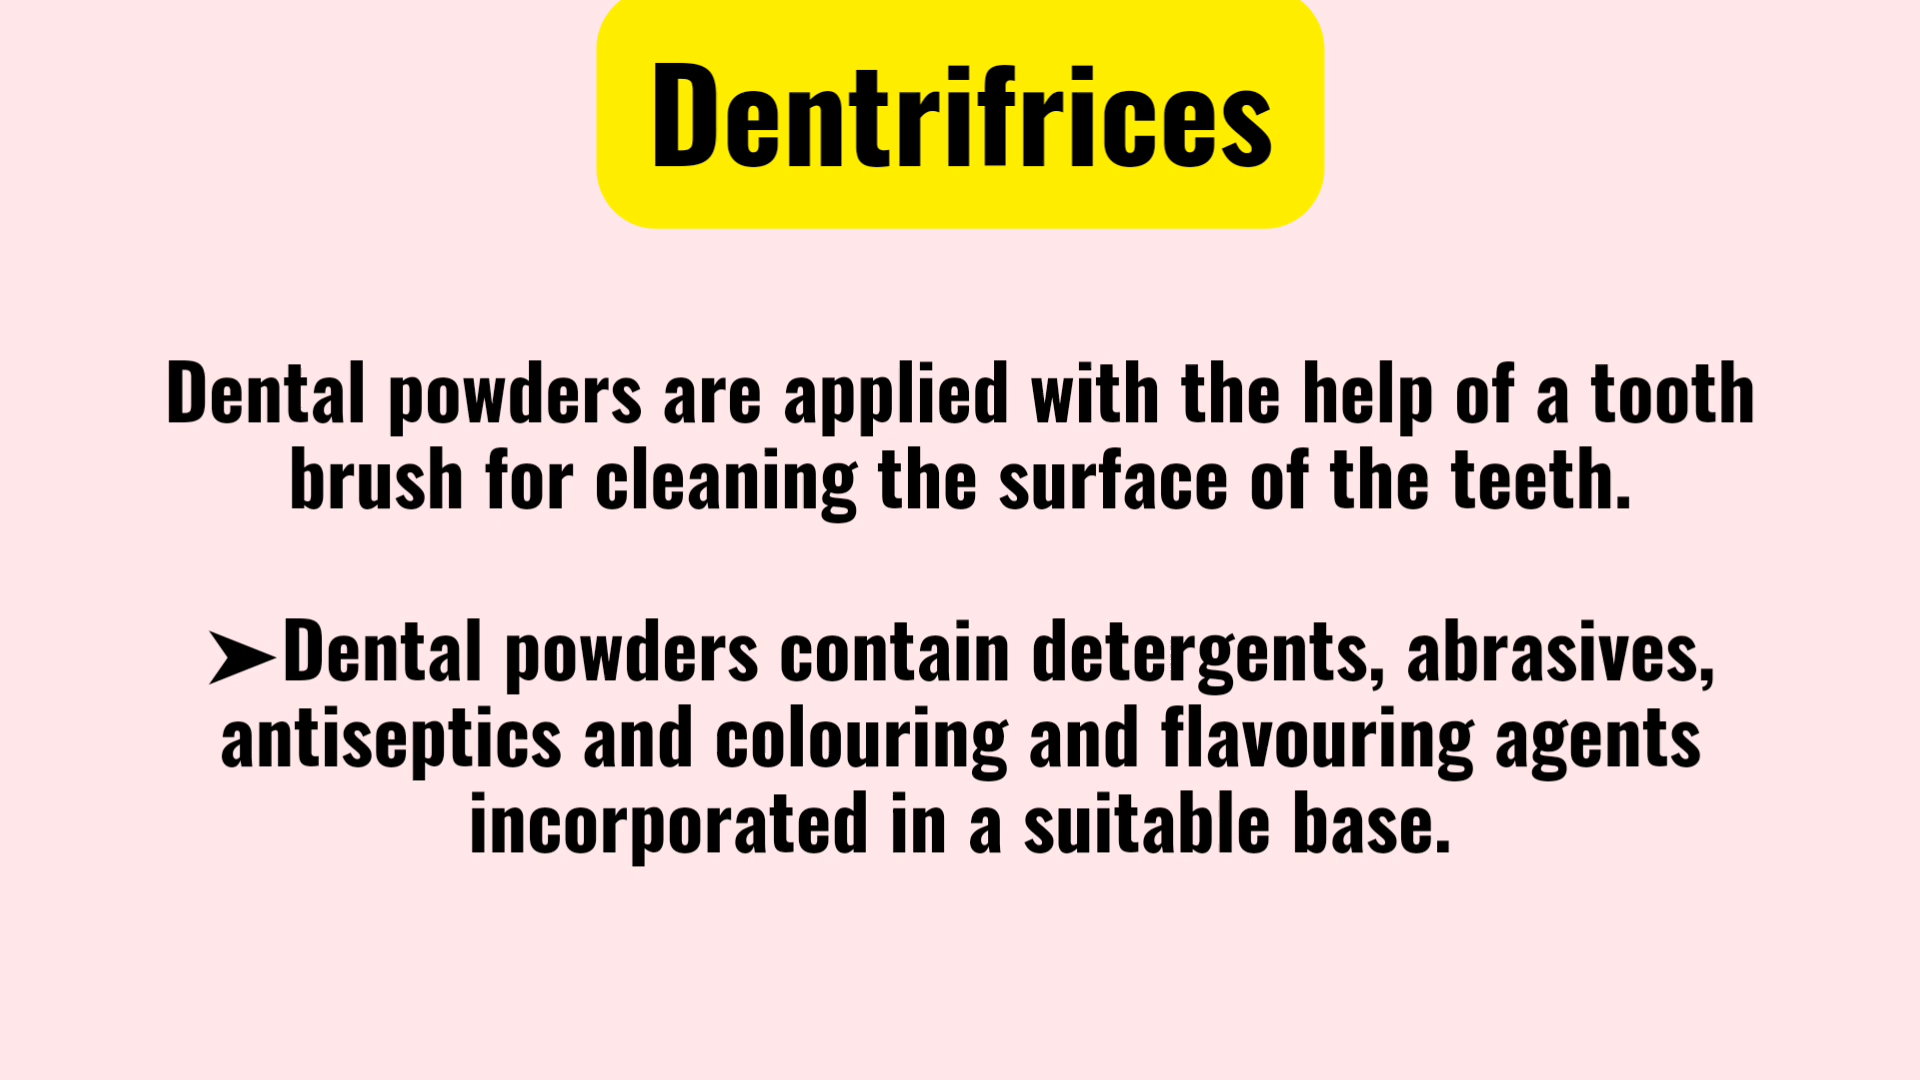 Dentrifrices
Dental powders are applied with the help of a tooth
brush for cleaning the surface of the teeth.
➤Dental powders contain detergents, abrasives,
antiseptics and colouring and flavouring agents
incorporated in a suitable base.